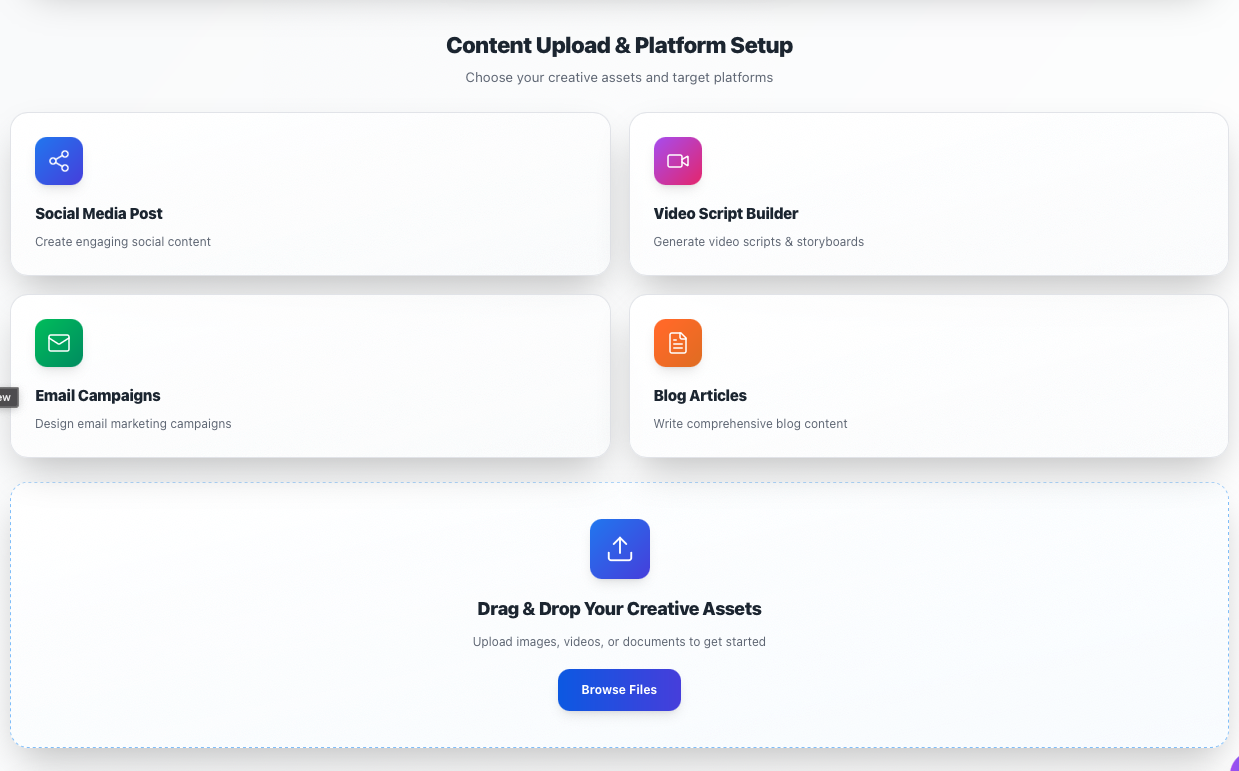 Content Upload & Platform Setup
Choose your creative assets and target platforms
Social Media Post
Create engaging social content
Video Script Builder
Generate video scripts & storyboards
Email Campaigns
Design email marketing campaigns
Blog Articles
Write comprehensive blog content
Drag & Drop Your Creative Assets
Upload images, videos, or documents to get started
Browse Files